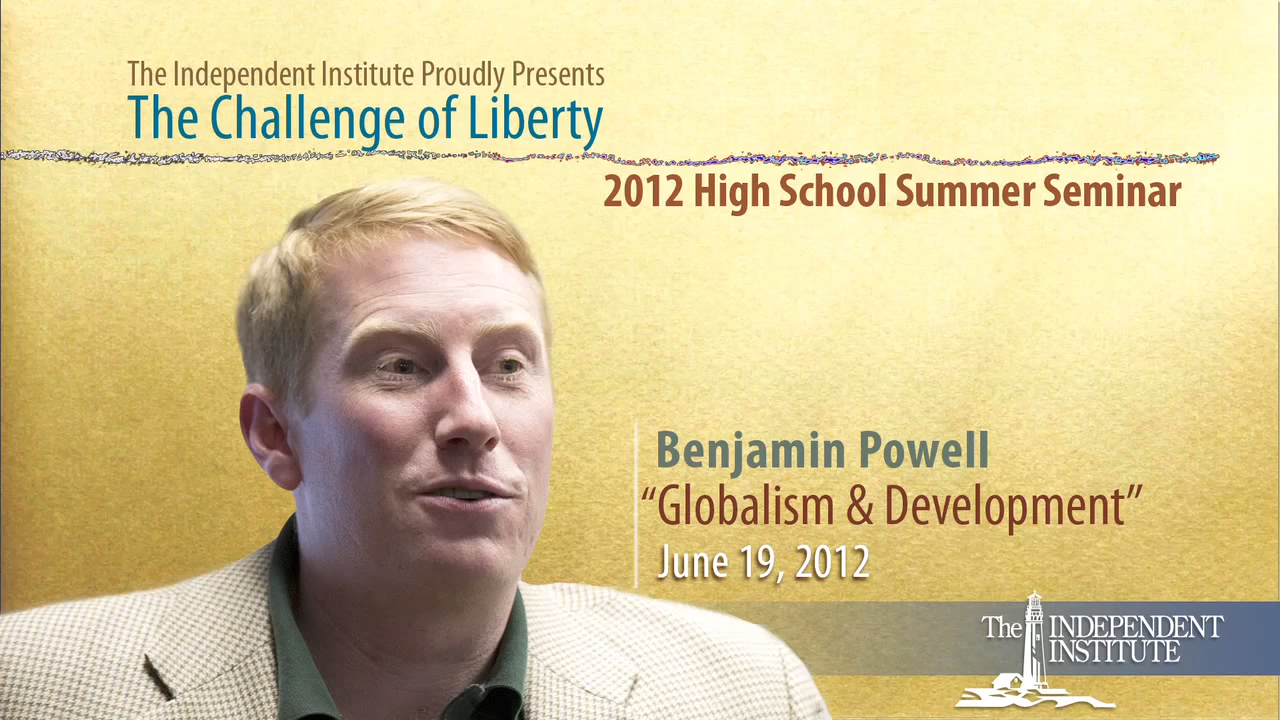 The Independent Institute Proudly Presents
The Challenge of Liberty
2012 High School Summer Seminar
Benjamin Powell
“Globalism & Development”
June 19, 2012
The INDEPENDENT
INSTITUTE